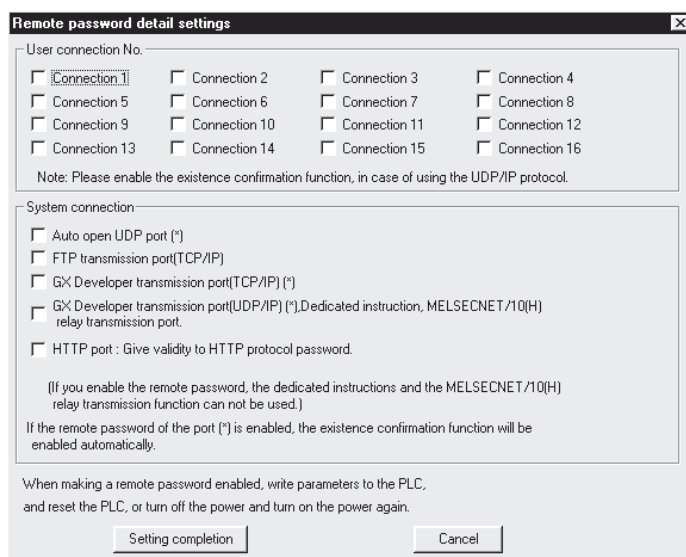 Remote password detail settings
User connection No.
Connection 1 Connection 2 Connection 3 Connection 4
Connection 5 Connection 6 Connection 7 Connection 8
Connection 9 Connection 10 Connection 11 Connection 12
Connection 13 Connection 14 Connection 15 Connection 16
Note: Please enable the existence confirmation function, in case of using the UDP/IP protocol.
System connection
Auto open UDP port (*)
FTP transmission port(TCP/IP)
GX Developer transmission port(TCP/IP) (*)
GX Developer transmission port(UDP/IP) (*),Dedicated instruction, MELSECNET/10(H)
relay transmission port.
HTTP port : Give validity to HTTP protocol password.
(If you enable the remote password, the dedicated instructions and the MELSECNET/10(H)
relay transmission function can not be used.)
If the remote password of the port (*) is enabled, the existence confirmation function will be
enabled automatically.
When making a remote password enabled, write parameters to the PLC,
and reset the PLC, or turn off the power and turn on the power again.
Setting completion Cancel